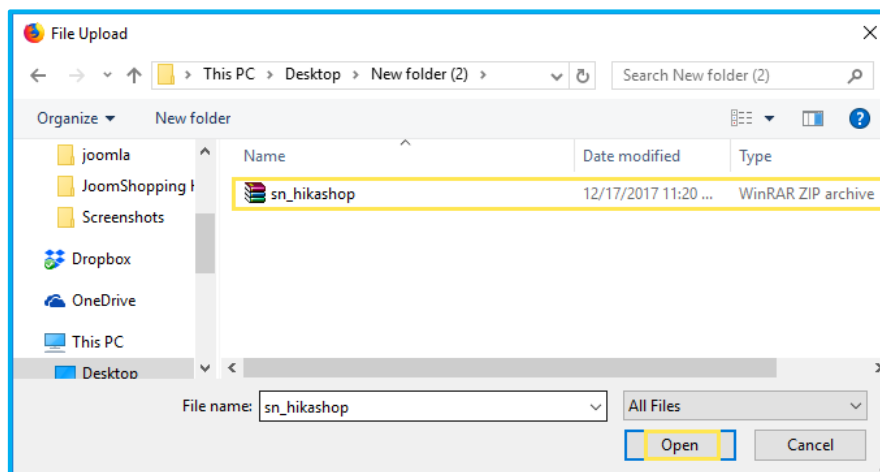 File Upload
This PC > Desktop > New folder (2) >
Search New folder (2)
Organize
New folder
Name
Date modified
Type
joomla
JoomShopping
Screenshots
Dropbox
OneDrive
This PC
Desktop
sn_hikashop
12/17/2017 11:20 ...
WinRAR ZIP archive
File name:
sn_hikashop
All Files
Open
Cancel